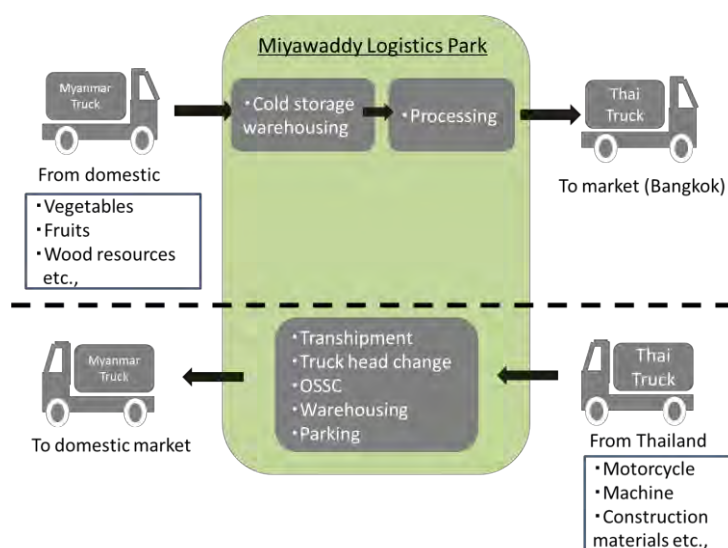 Miyawaddy Logistics Park
Myanmar
Truck
・Cold storage
warehousing
・Processing
Thai
Truck
From domestic
To market (Bangkok)
・Vegetables
・Fruits
・Wood resources
etc.,
Myanmar
Truck
・Transhipment
・Truck head change
・OSSC
・Warehousing
・Parking
Thai
Truck
To domestic market
From Thailand
・Motorcycle
・Machine
・Construction
materials etc.,